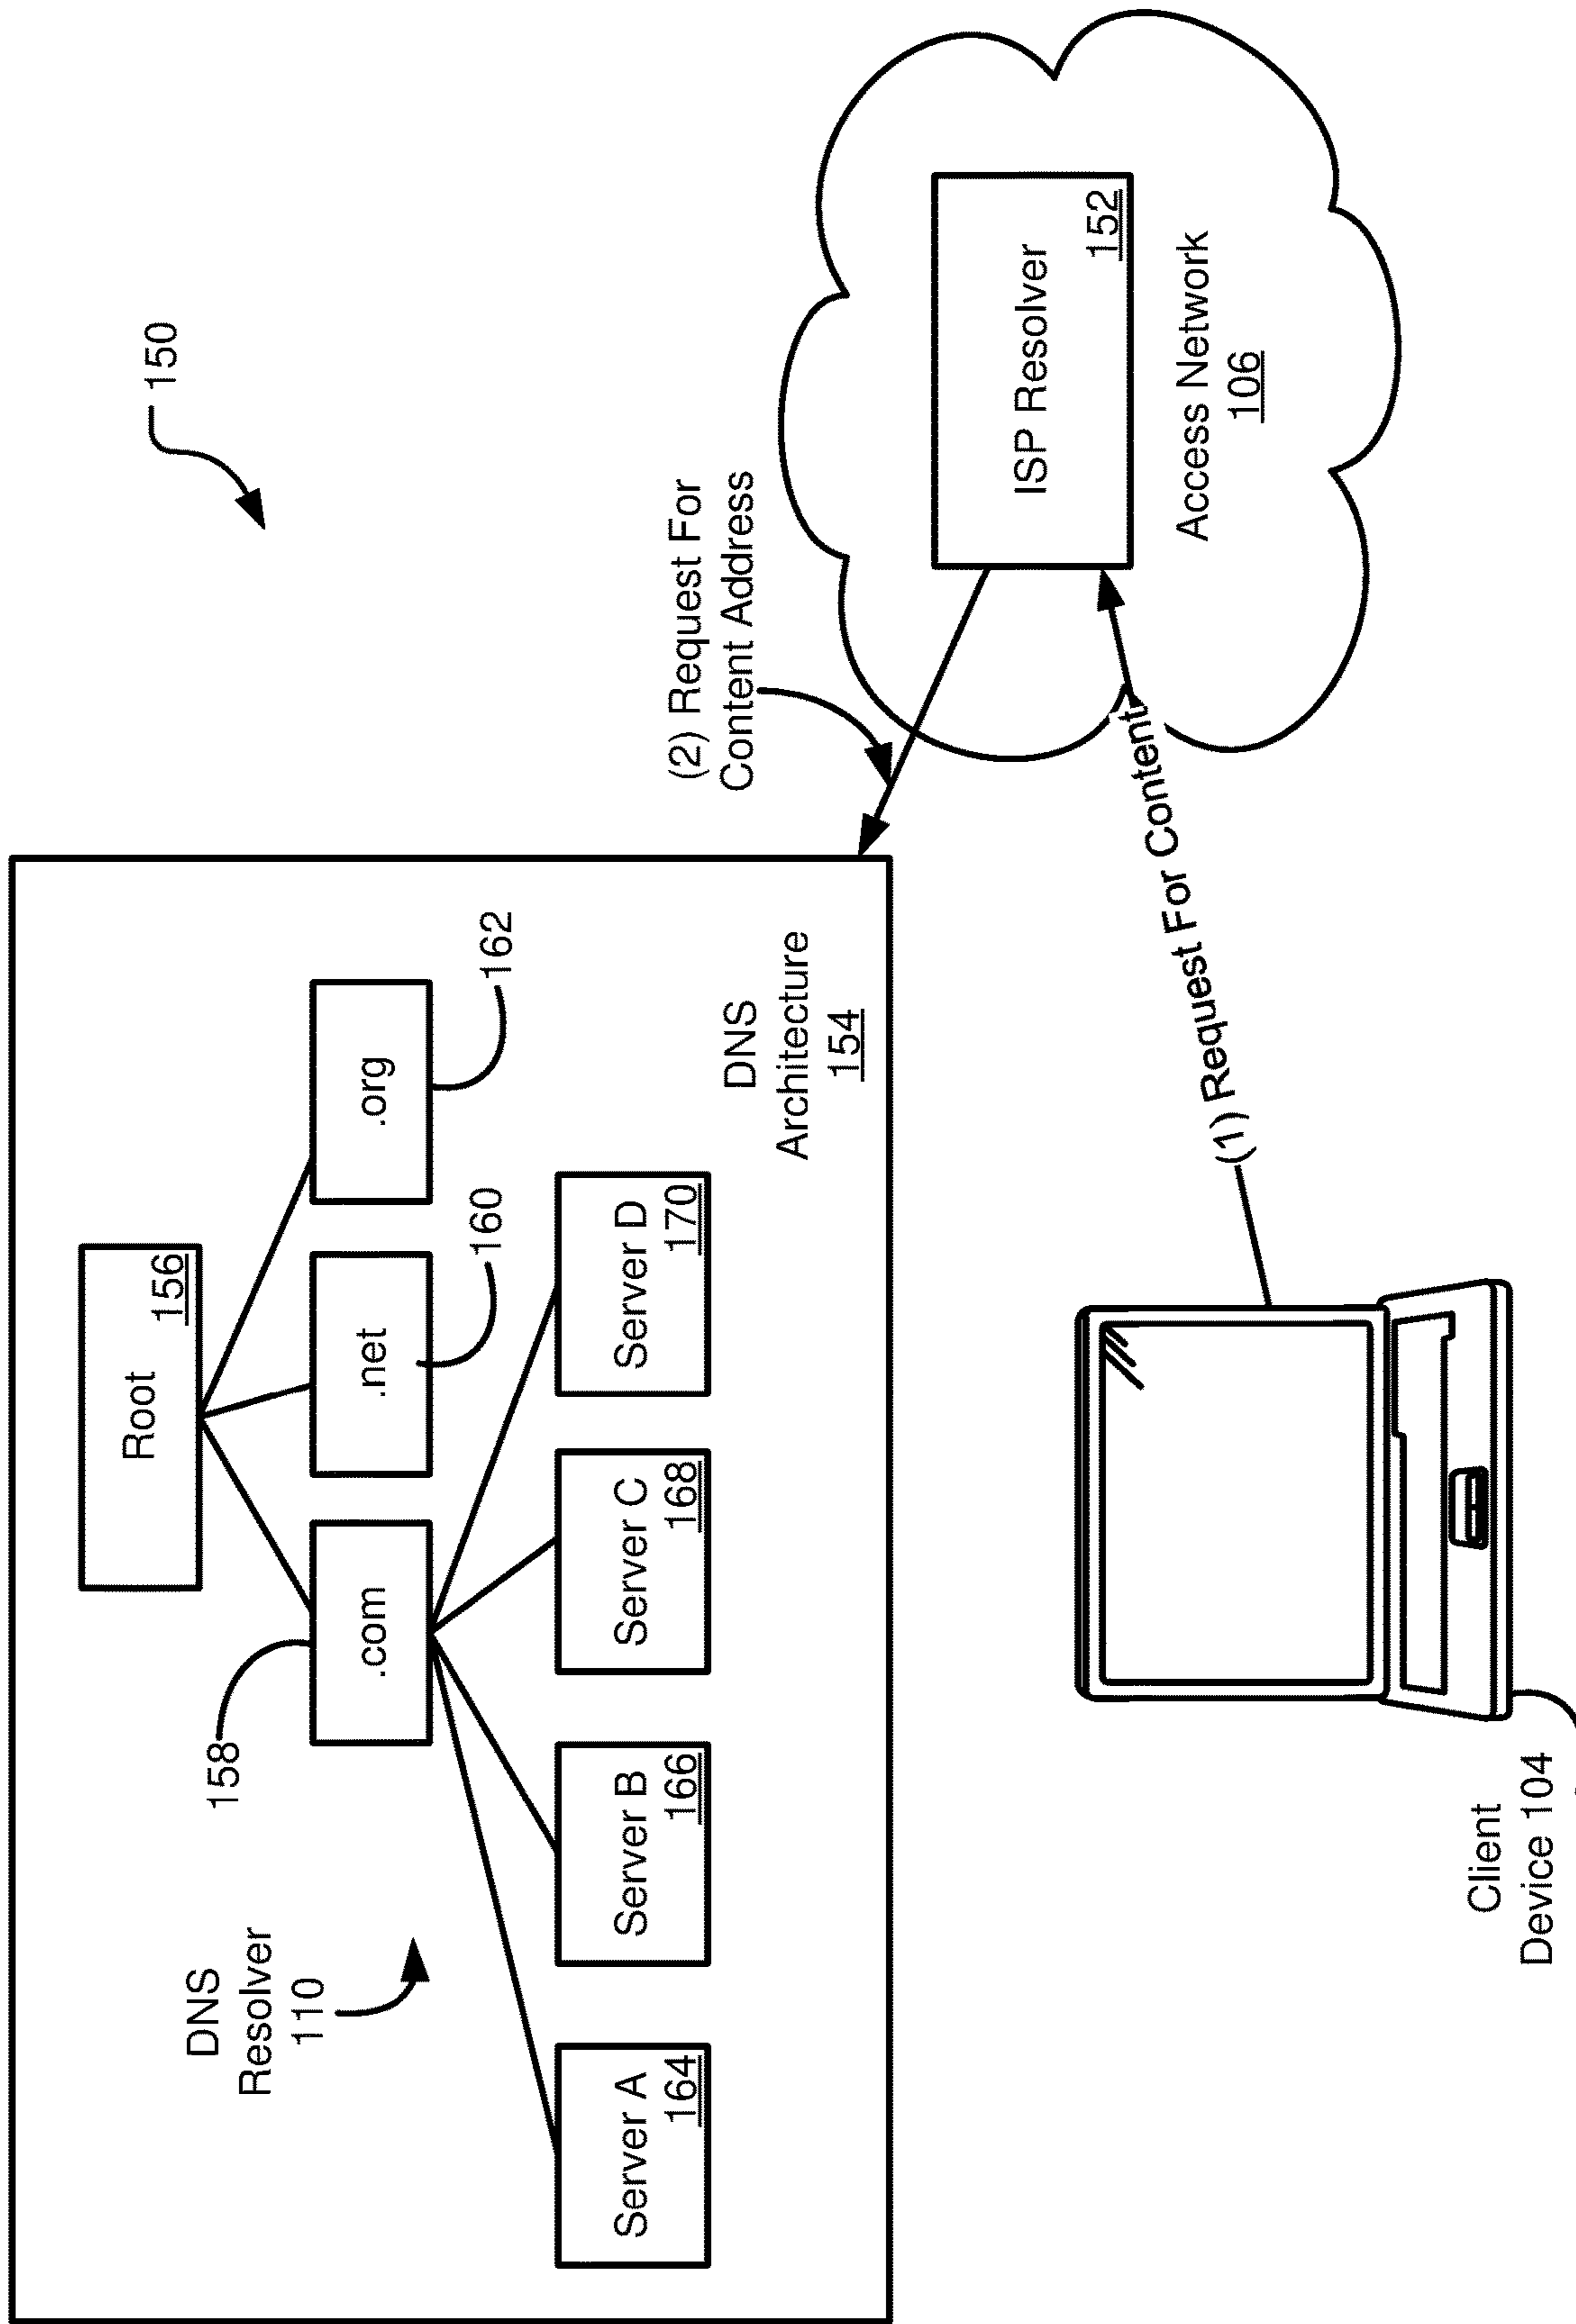 150
Root
156
158
.com
.net
160
.org
162
DNS
Resolver
110
Server A
164
Server B
166
Server C
168
Server D
170
DNS
Architecture
154
(2) Request For
Content Address
ISP Resolver
152
Access Network
106
(1) Request For Content
Client
Device 104